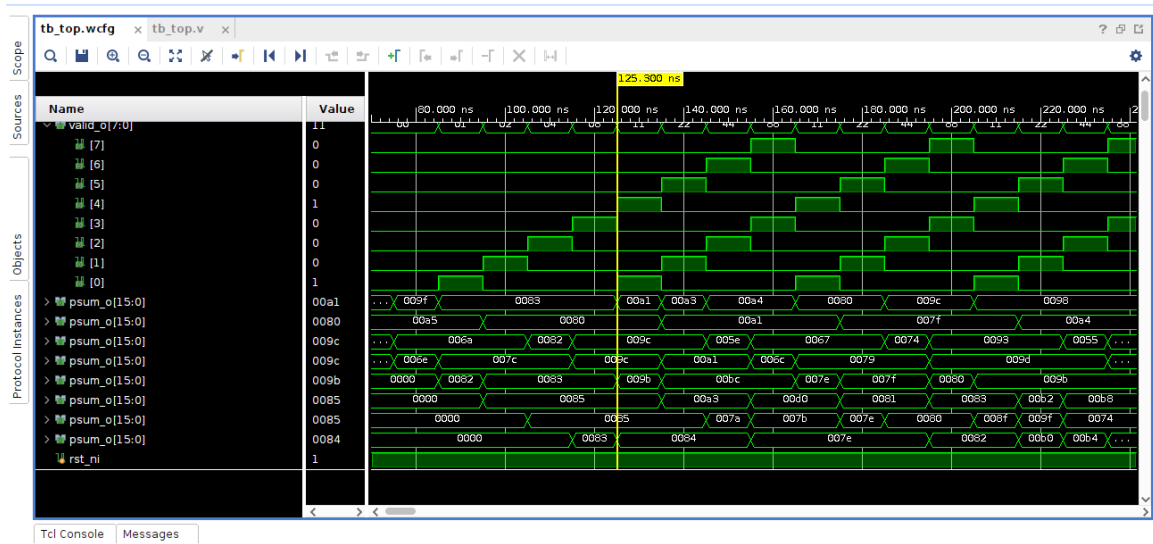 tb_top.wcfg × tb_top.v ×
Scope
Sources
Objects
Protocol Instances
125.300 ns
Name Value
80.000 ns 100.000 ns 120.000 ns 140.000 ns 160.000 ns 180.000 ns 200.000 ns 220.000 ns 2
valid_o[7:0] 11 00 01 02 04 08 11 22 44 88 11 22 44 88 11 22 44 88
[7] 0
[6] 0
[5] 0
[4] 1
[3] 0
[2] 0
[1] 0
[0] 1
psum_o[15:0] 00a1 ... 009f 0083 00a1 00a3 00a4 0080 009c 0098
psum_o[15:0] 0080 00a5 0080 00a1 007f 00a4
psum_o[15:0] 009c ... 006a 0082 009c 005e 0067 0074 0093 0055 ...
psum_o[15:0] 009c ... 006e 007c 009c 00a1 006c 0079 009d ...
psum_o[15:0] 009b 0000 0082 0083 009b 00bc 007e 007f 0080 009b
psum_o[15:0] 0085 0000 0085 00a3 00d0 0081 0083 00b2 00b8
psum_o[15:0] 0085 0000 0085 007a 007b 007e 0080 008f 009f 0074
psum_o[15:0] 0084 0000 0083 0084 007e 0082 00b0 00b4 ...
rst_ni 1
Tcl Console Messages